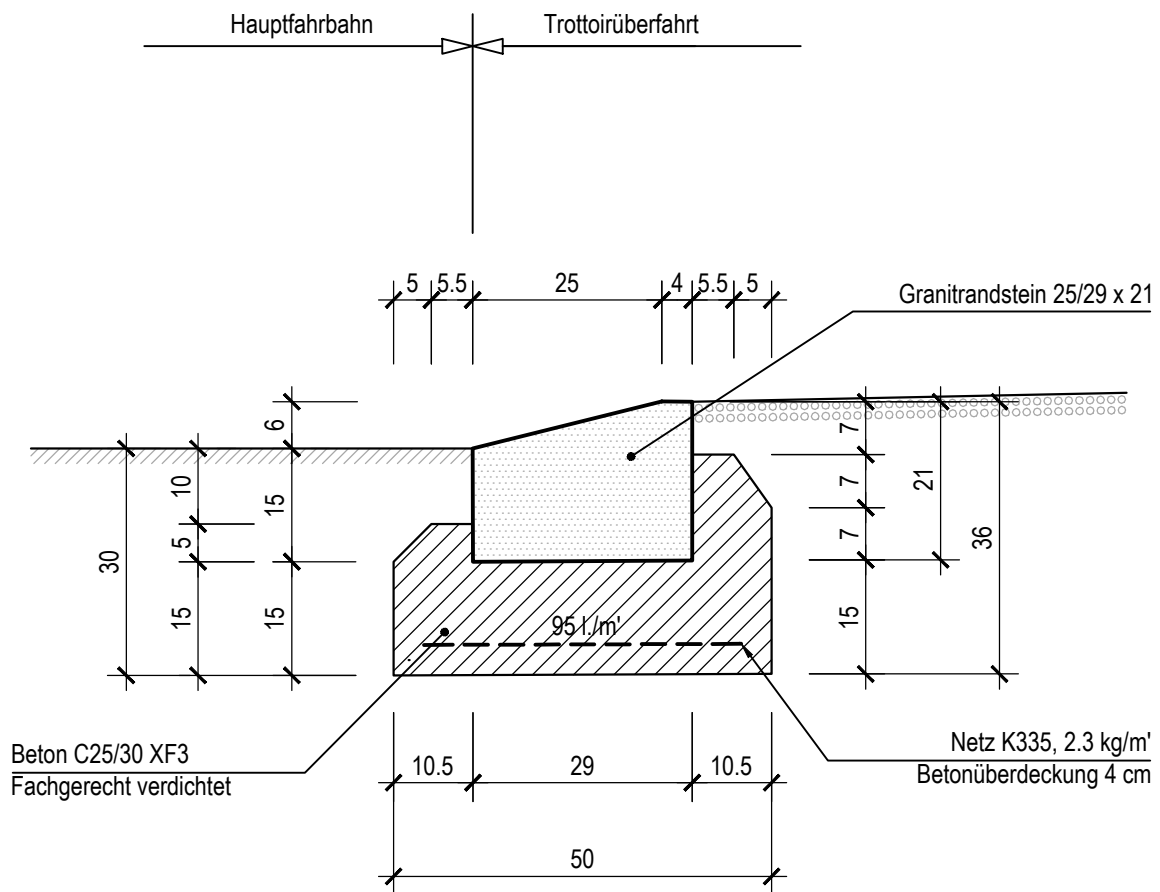 Hauptfahrbahn
Trottoirüberfahrt
5
5.5
25
4
5.5
5
Granitrandstein 25/29 x 21
6
10
15
7
7
21
5
30
7
36
15
15
95 l./m'
15
Beton C25/30 XF3
Fachgerecht verdichtet
10.5
29
10.5
Netz K335, 2.3 kg/m'
Betonüberdeckung 4 cm
50